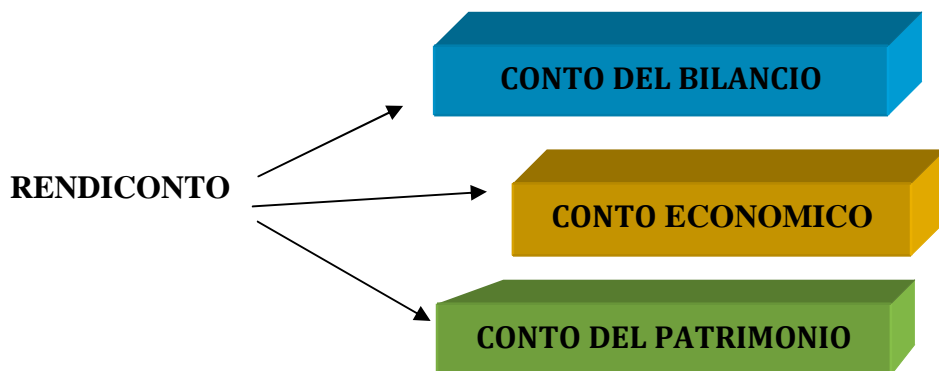 CONTO DEL BILANCIO
RENDICONTO
CONTO ECONOMICO
CONTO DEL PATRIMONIO